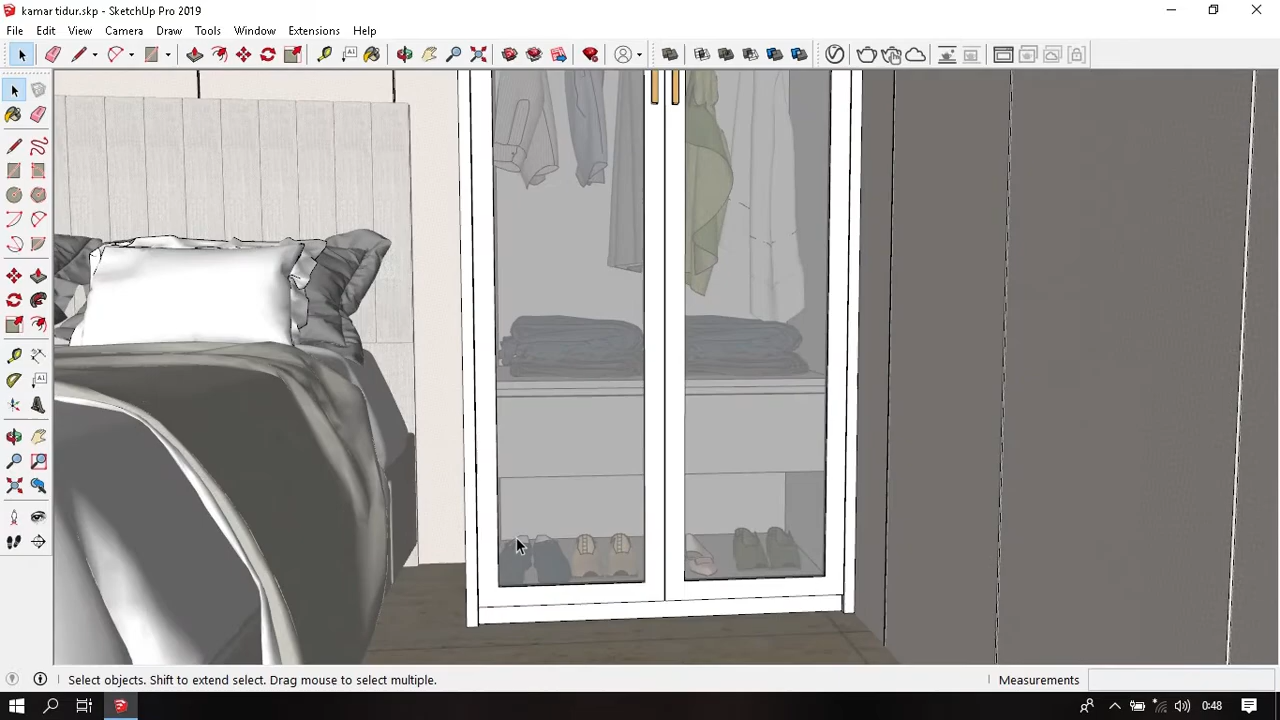 kamar tidur.skp - SketchUp Pro 2019
File Edit View Camera Draw Tools Window Extensions Help
Select objects. Shift to extend select. Drag mouse to select multiple.
Measurements
0:48